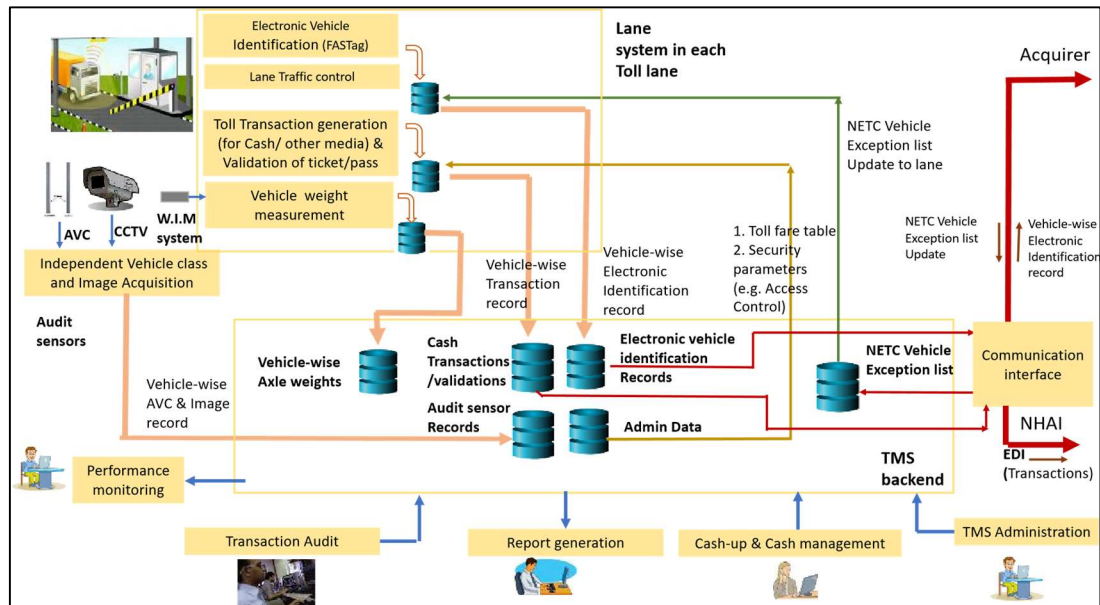 Electronic Vehicle
Identification (FASTag)
Lane Traffic control
Toll Transaction generation
(for Cash/ other media) &
Validation of ticket/pass
Vehicle weight
measurement
Lane
system in each
Toll lane
Acquirer
NETC Vehicle
Exception list
Update to lane
AVC
CCTV
W.I.M
system
Independent Vehicle class
and Image Acquisition
Audit
sensors
Vehicle-wise
Transaction
record
Vehicle-wise
Electronic
Identification
record
1. Toll fare table
2. Security
parameters
(e.g. Access
Control)
NETC Vehicle
Exception list
Update
Vehicle-wise
Electronic
Identification
record
Vehicle-wise
AVC & Image
record
Vehicle-wise
Axle weights
Cash
Transactions
/validations
Electronic vehicle
identification
Records
NETC Vehicle
Exception list
Communication
interface
Audit sensor
Records
Admin Data
TMS
backend
NHAI
EDI
(Transactions)
Performance
monitoring
Transaction Audit
Report generation
Cash-up & Cash management
TMS Administration